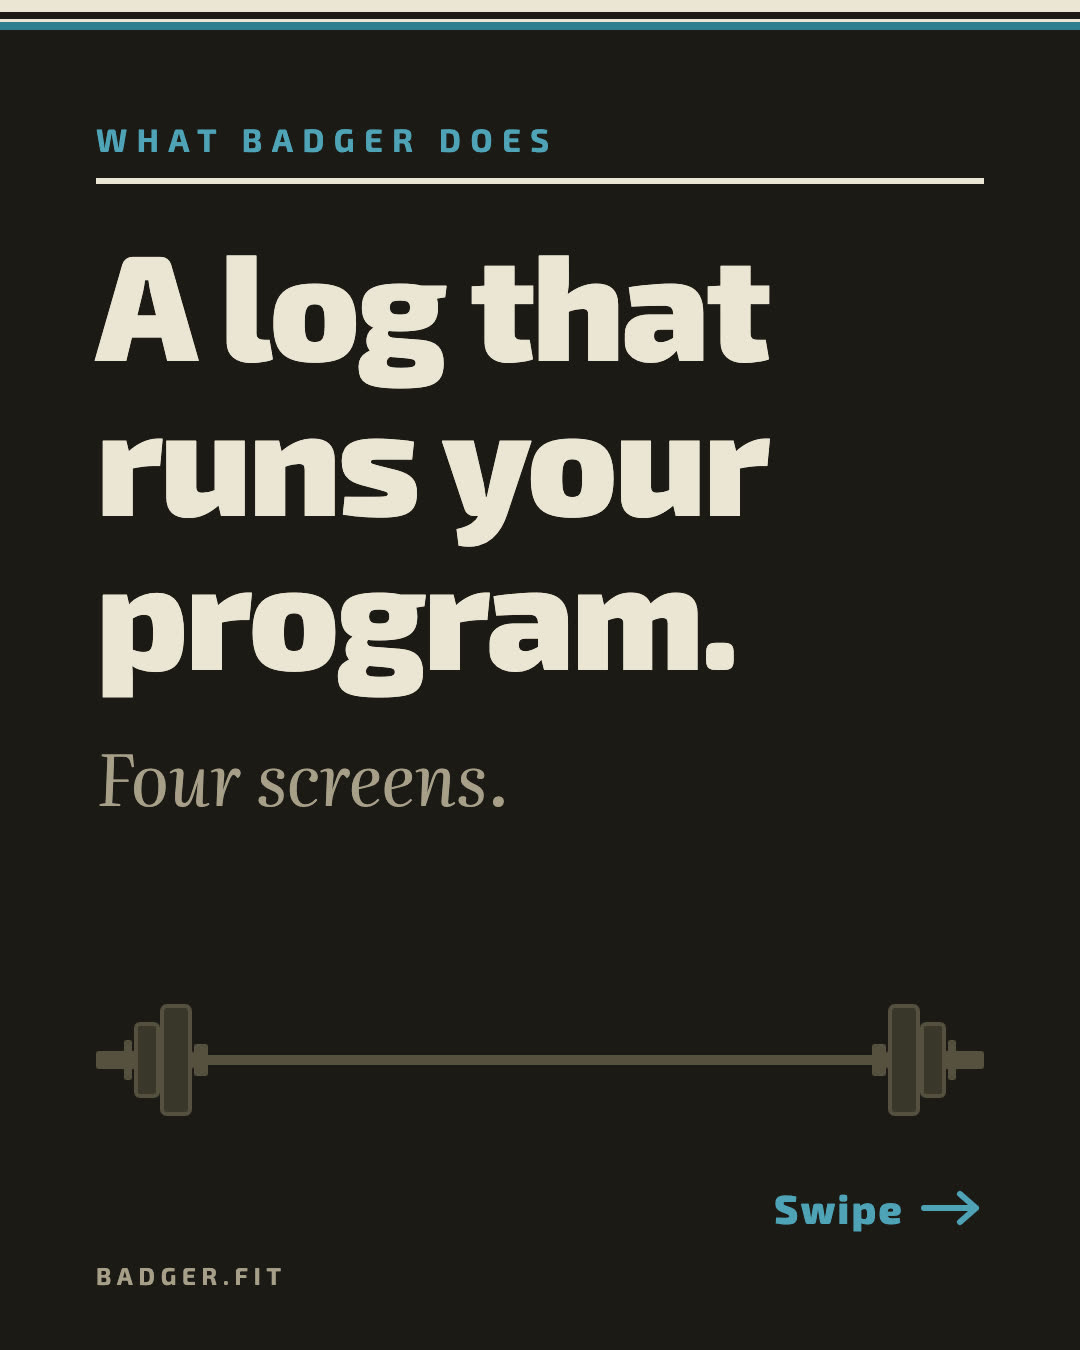 WHAT BADGER DOES
A log that
runs your
program.
Four screens.
Swipe
BADGER.FIT